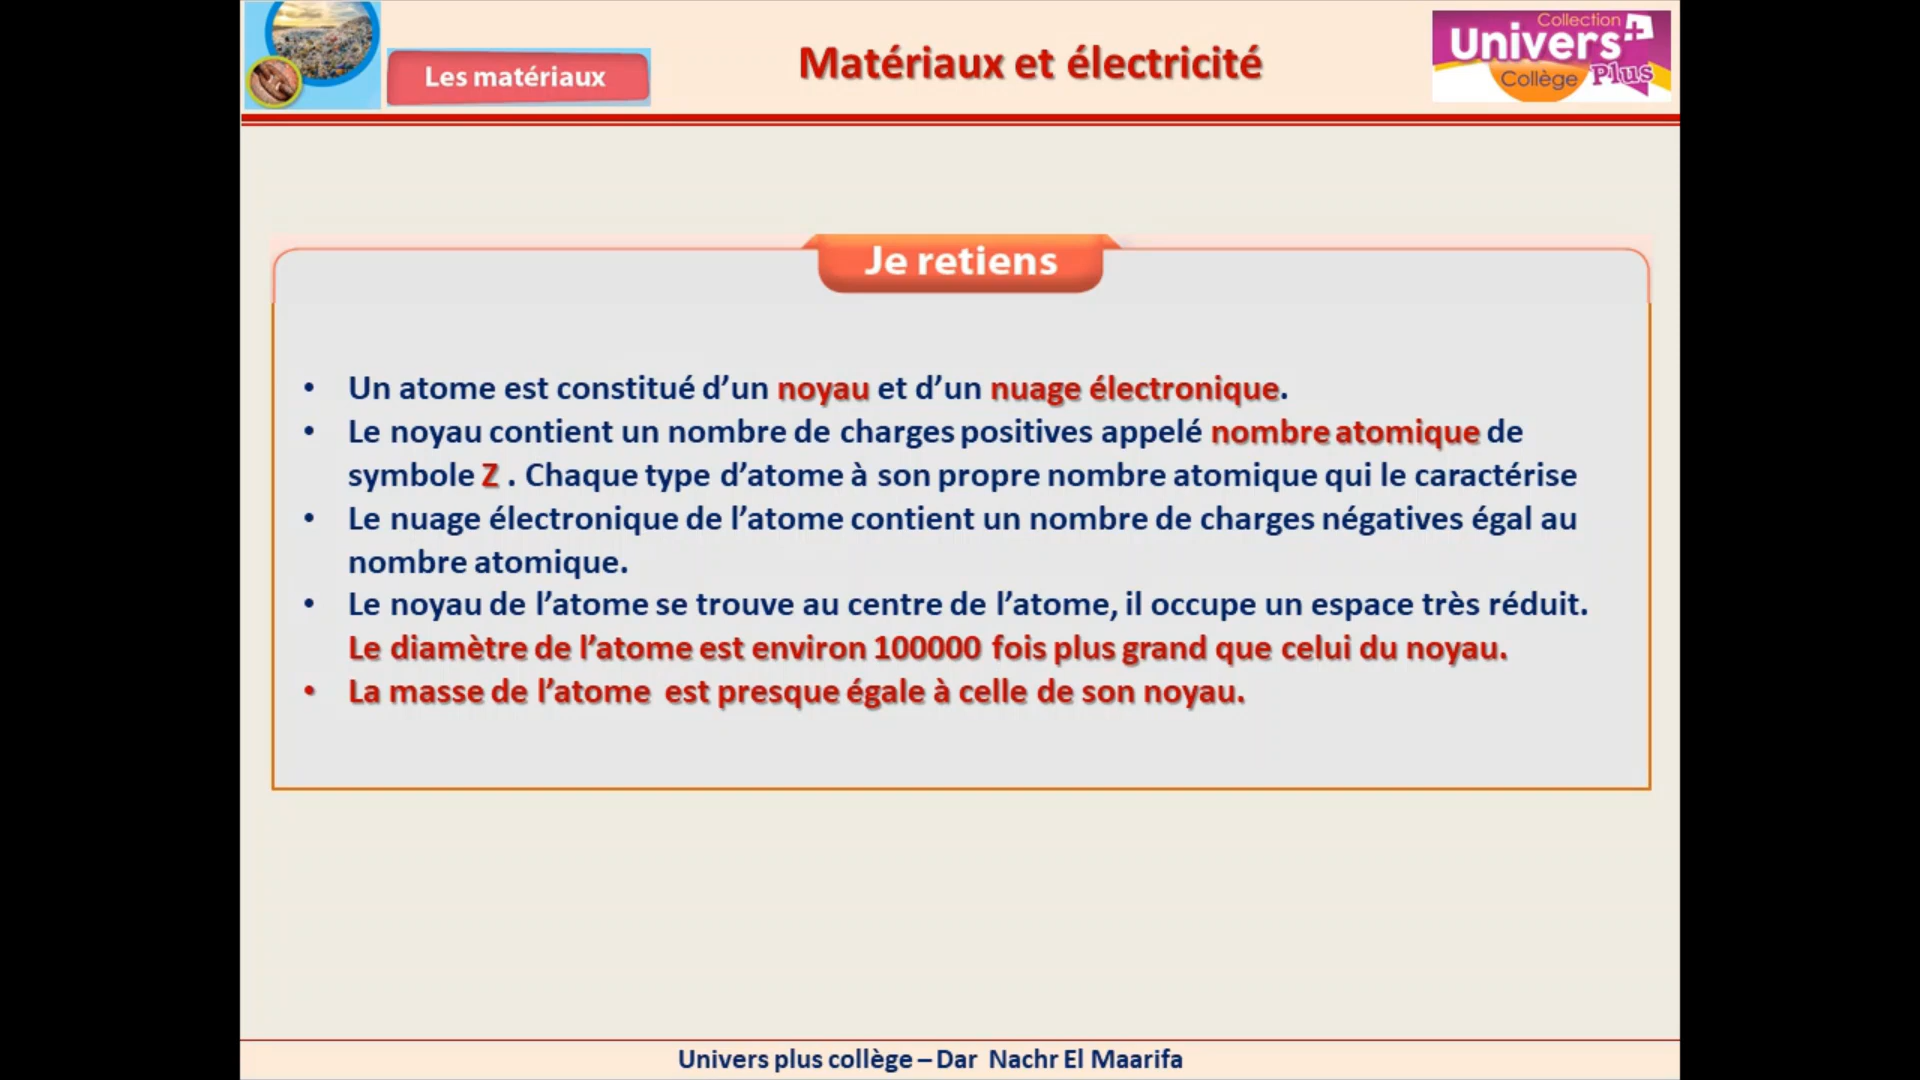 Les matériaux
Matériaux et électricité
Collection
Univers
Collège Plus
Je retiens
• Un atome est constitué d’un noyau et d’un nuage électronique.
• Le noyau contient un nombre de charges positives appelé nombre atomique de
symbole Z . Chaque type d’atome à son propre nombre atomique qui le caractérise
• Le nuage électronique de l’atome contient un nombre de charges négatives égal au
nombre atomique.
• Le noyau de l’atome se trouve au centre de l’atome, il occupe un espace très réduit.
Le diamètre de l’atome est environ 100000 fois plus grand que celui du noyau.
• La masse de l’atome est presque égale à celle de son noyau.
Univers plus collège – Dar Nachr El Maarifa